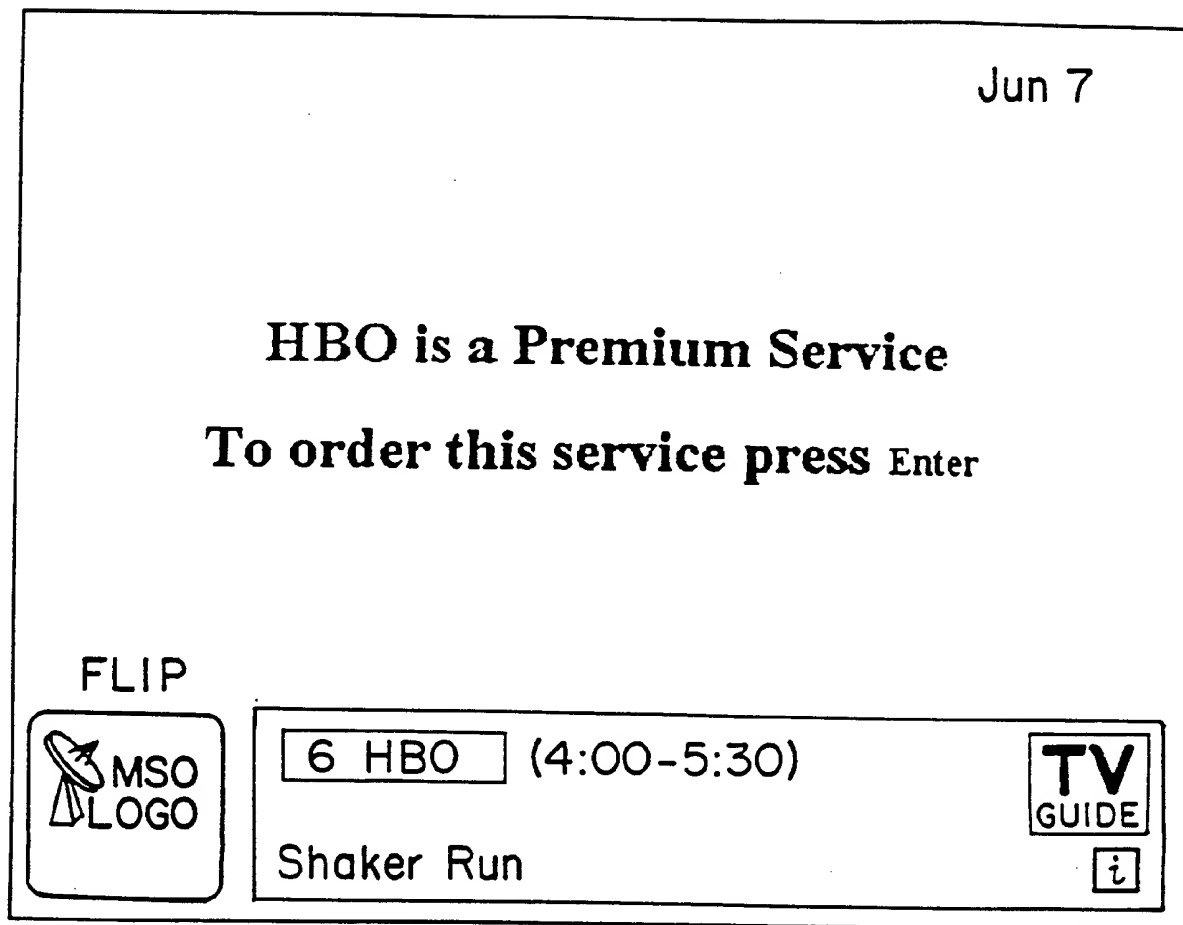 Jun 7
HBO is a Premium Service
To order this service press Enter
FLIP
MSO
LOGO
6 HBO (4:00-5:30)
TV
GUIDE
Shaker Run
i